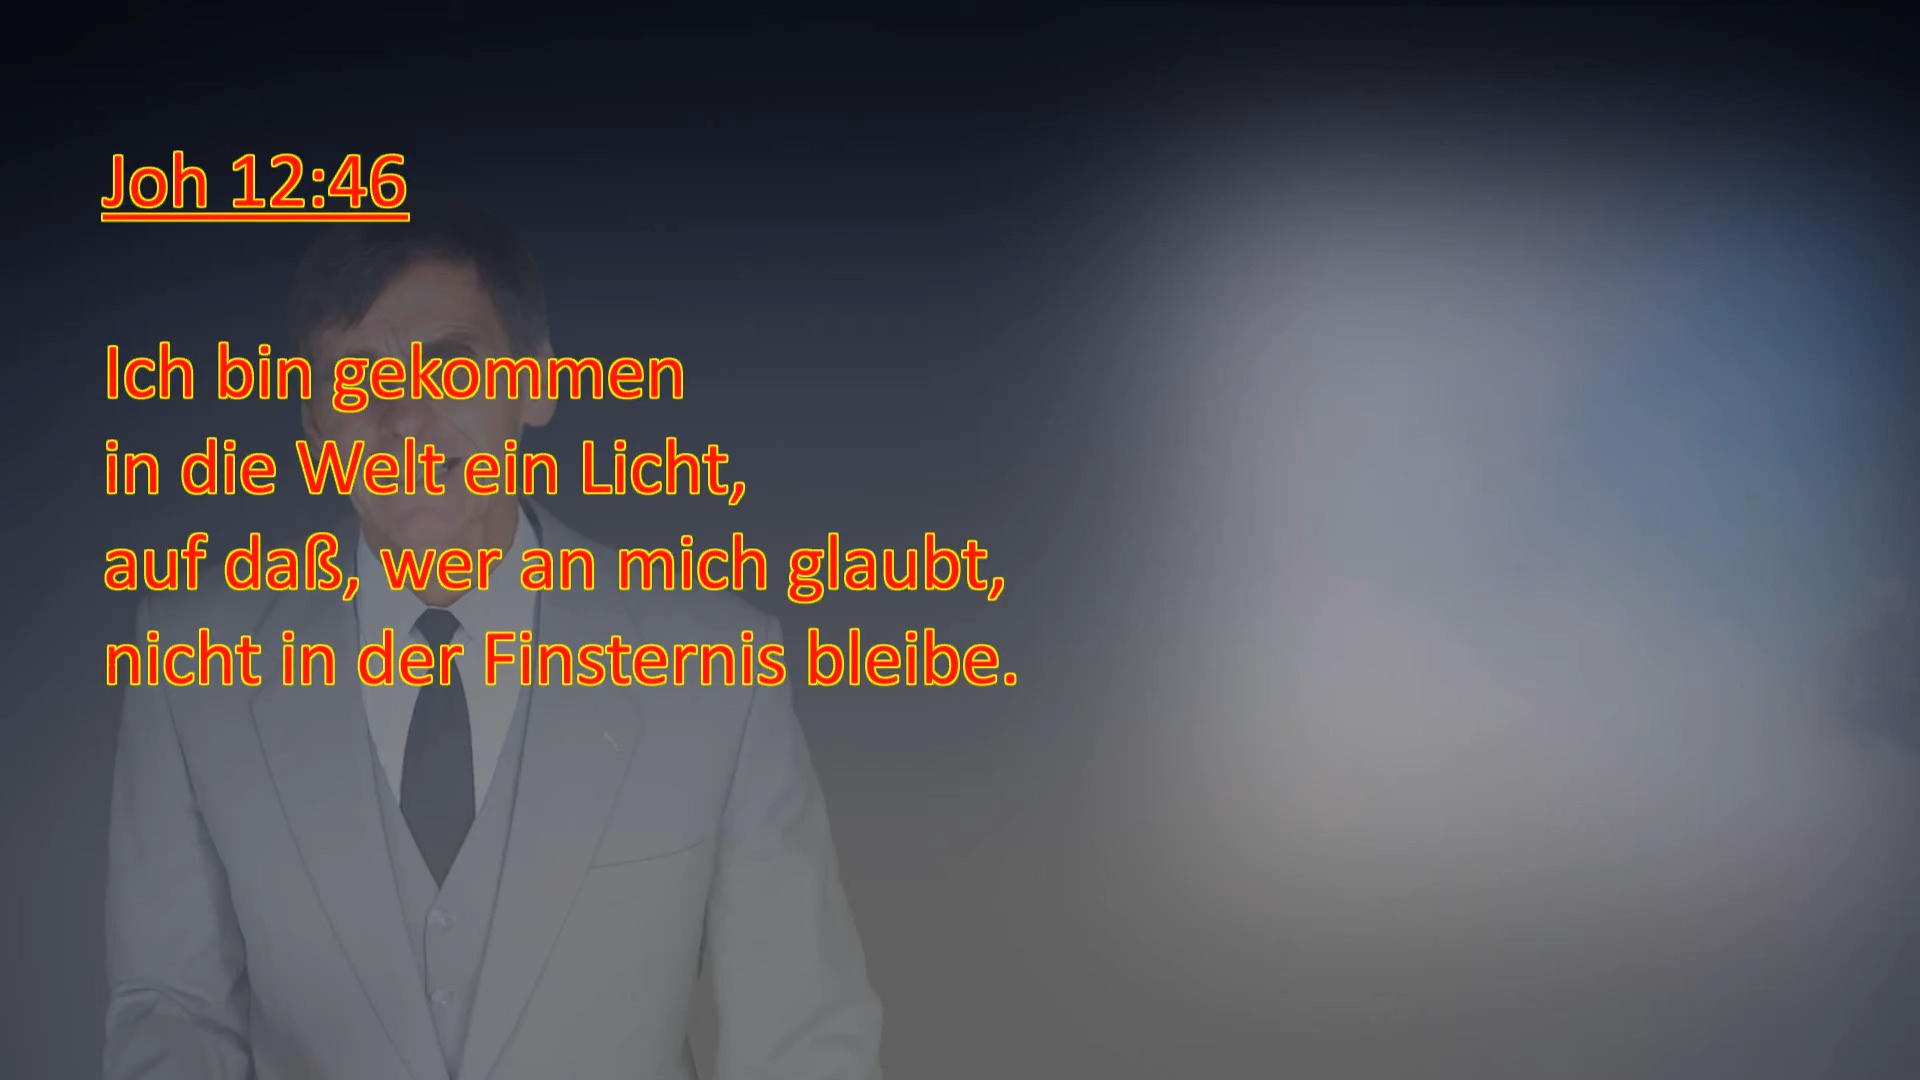 Joh 12:46
Ich bin gekommen
in die Welt ein Licht,
auf daß, wer an mich glaubt,
nicht in der Finsternis bleibe.